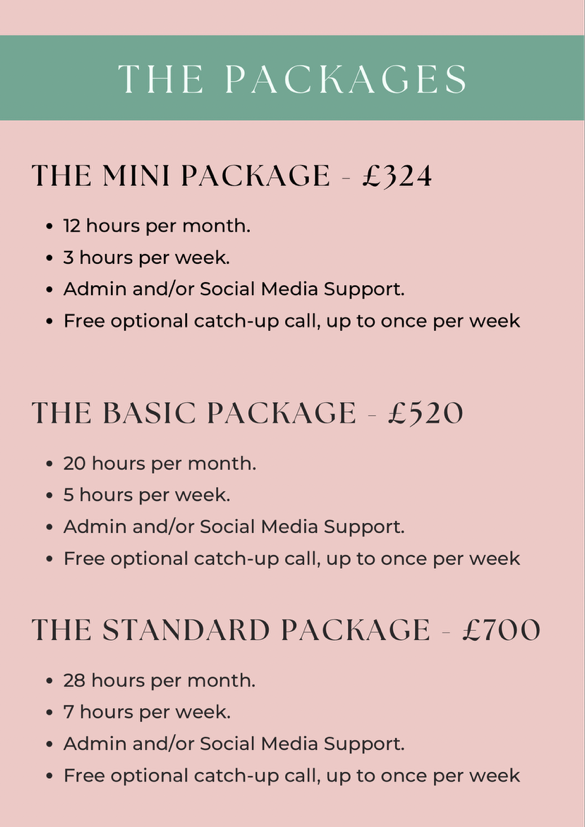 THE PACKAGES
THE MINI PACKAGE - £324
• 12 hours per month.
• 3 hours per week.
• Admin and/or Social Media Support.
• Free optional catch-up call, up to once per week
THE BASIC PACKAGE - £520
• 20 hours per month.
• 5 hours per week.
• Admin and/or Social Media Support.
• Free optional catch-up call, up to once per week
THE STANDARD PACKAGE - £700
• 28 hours per month.
• 7 hours per week.
• Admin and/or Social Media Support.
• Free optional catch-up call, up to once per week